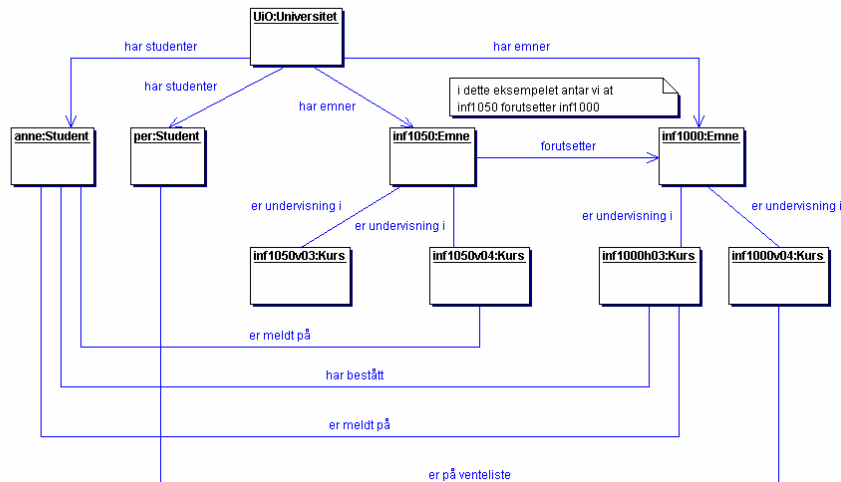 UiO:Universitet
har studenter
har emner
har studenter
har emner
i dette eksempelet antar vi at
inf1050 forutsetter inf1000
anne:Student
per:Student
inf1050:Emne
inf1000:Emne
forutsetter
er undervisning i
er undervisning i
er undervisning i
er undervisning i
inf1050v03:Kurs
inf1050v04:Kurs
inf1000h03:Kurs
inf1000v04:Kurs
er meldt på
har bestått
er meldt på
er på venteliste